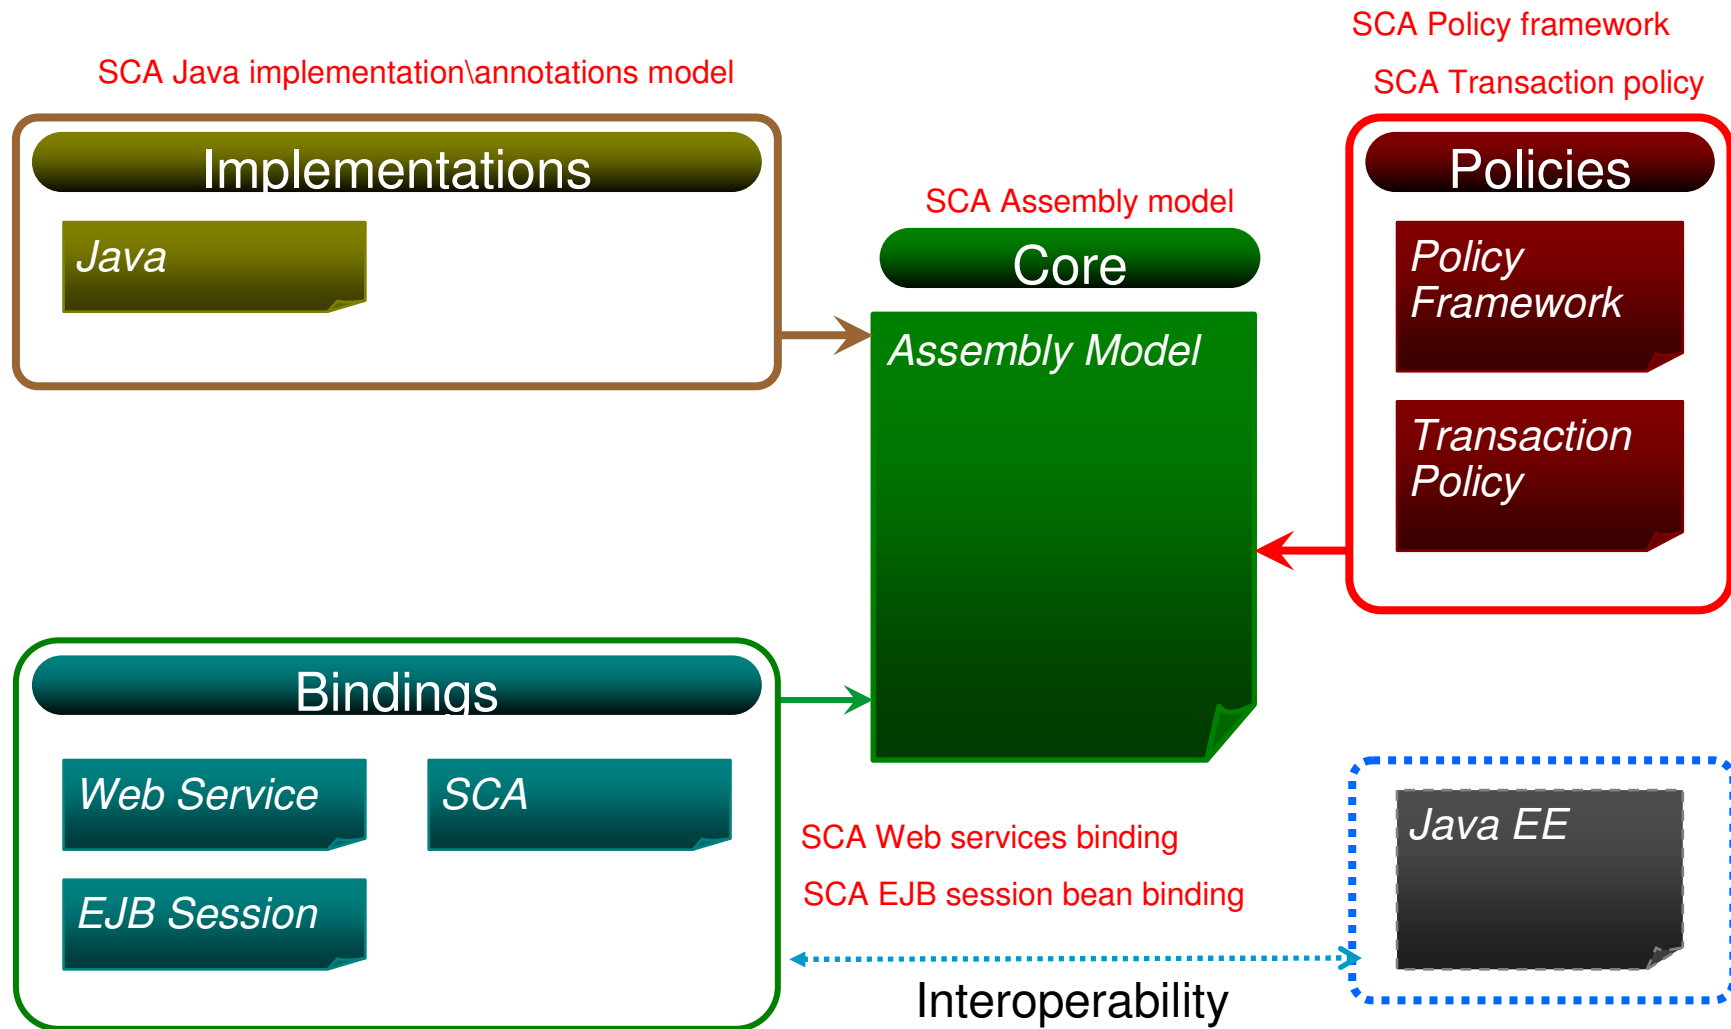 SCA Policy framework
SCA Java implementation\annotations model
SCA Transaction policy
Implementations
Policies
Java
SCA Assembly model
Core
Policy
Framework
Assembly Model
Transaction
Policy
Bindings
Web Service
SCA
EJB Session
SCA Web services binding
SCA EJB session bean binding
Java EE
Interoperability